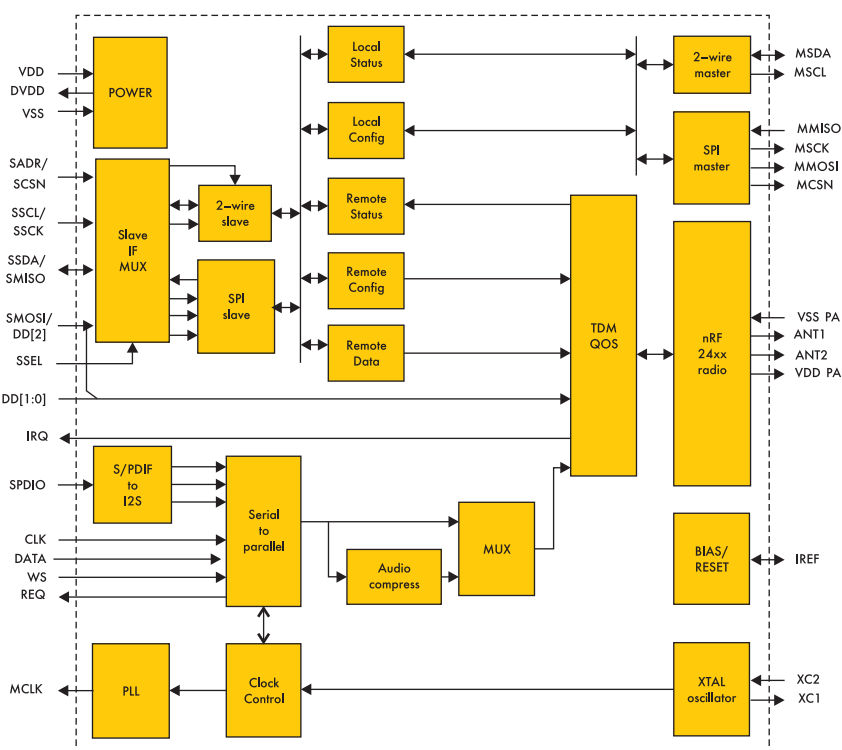 VDD
DVDD
VSS
POWER
SADR/
SCSN
SSCL/
SSCK
SSDA/
SMISO
SMOSI/
DD[2]
SSEL
DD[1:0]
IRQ
Slave
IF
MUX
2-wire
slave
SPI
slave
Local
Status
Local
Config
Remote
Status
Remote
Config
Remote
Data
TDM
QOS
2-wire
master
MSDA
MSCL
SPI
master
MMISO
MSCK
MMOSI
MCSN
nRF
24xx
radio
VSS PA
ANT1
ANT2
VDD PA
SPDIO
S/PDIF
to
I2S
CLK
DATA
WS
REQ
Serial
to
parallel
Audio
compress
MUX
BIAS/
RESET
IREF
MCLK
PLL
Clock
Control
XTAL
oscillator
XC2
XC1